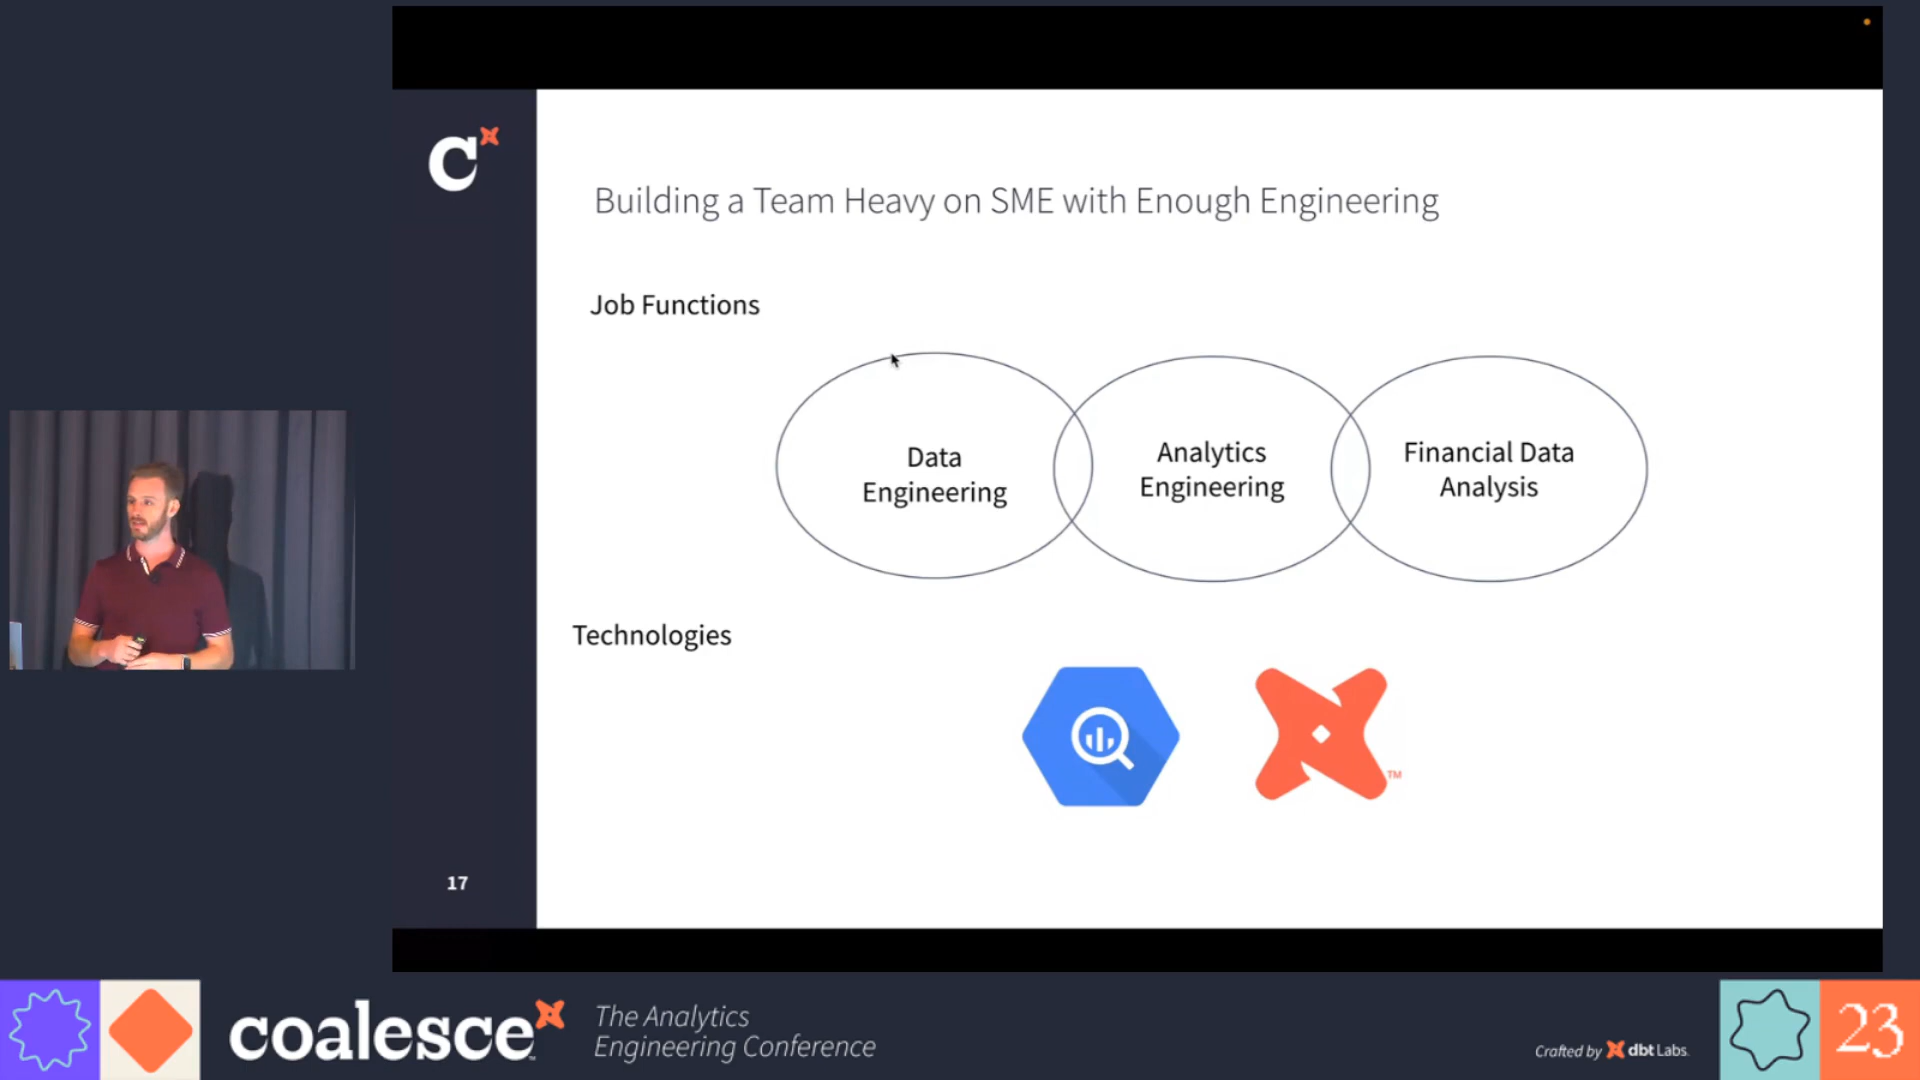 C
Building a Team Heavy on SME with Enough Engineering
Job Functions
Data
Engineering
Analytics
Engineering
Financial Data
Analysis
Technologies
TM
17
coalesce
The Analytics
Engineering Conference
Crafted by dbt Labs.
23